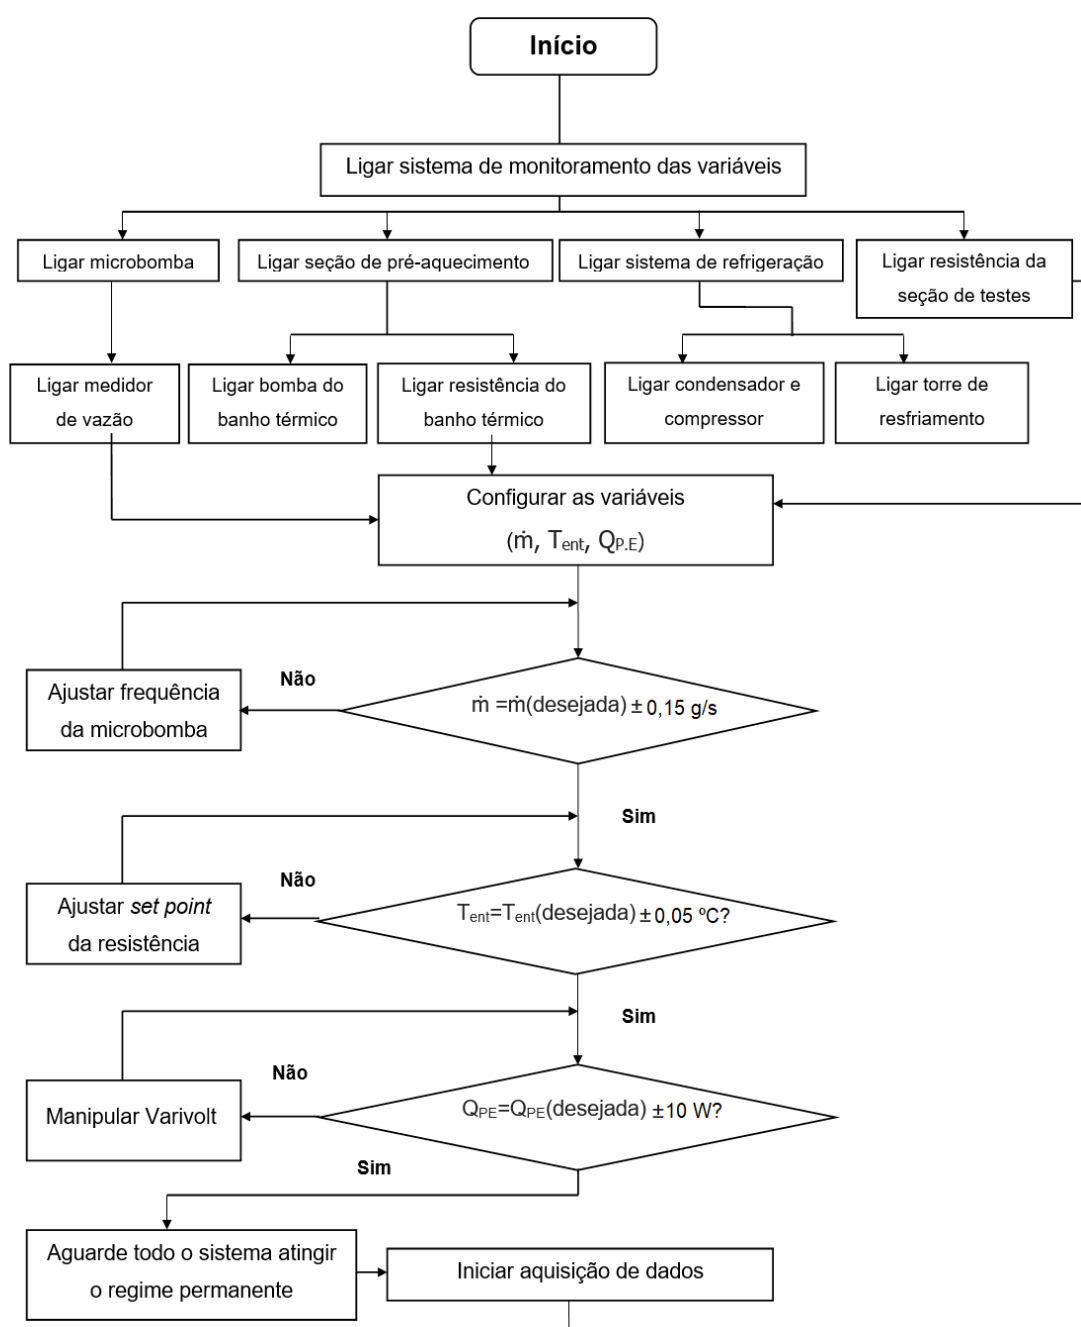 Início
Ligar sistema de monitoramento das variáveis
Ligar microbomba
Ligar seção de pré-aquecimento
Ligar sistema de refrigeração
Ligar resistência da
seção de testes
Ligar medidor
de vazão
Ligar bomba do
banho térmico
Ligar resistência do
banho térmico
Ligar condensador e
compressor
Ligar torre de
resfriamento
Configurar as variáveis
(ṁ, Tent, QP.E)
Não
Ajustar frequência
da microbomba
ṁ =ṁ(desejada) ± 0,15 g/s
Sim
Não
Ajustar set point
da resistência
Tent=Tent(desejada) ± 0,05 ºC?
Sim
Não
Manipular Varivolt
QPE=QPE(desejada) ±10 W?
Sim
Aguarde todo o sistema atingir
o regime permanente
Iniciar aquisição de dados